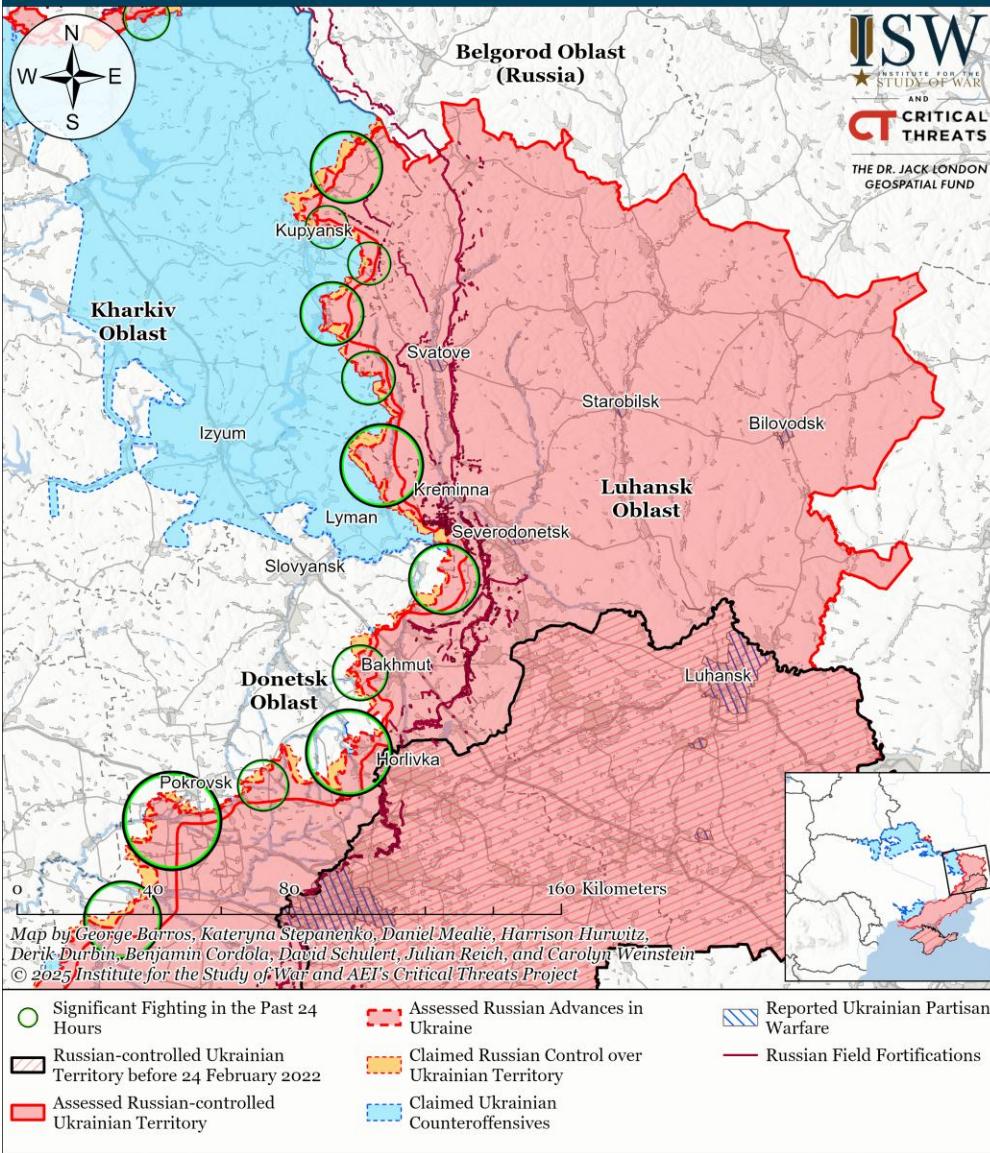 N
W E
S
Belgorod Oblast
(Russia)
ISW
INSTITUTE FOR THE
STUDY OF WAR
AND
CT CRITICAL
THREATS
THE DR. JACK LONDON
GEOSPATIAL FUND
Kupyansk
Kharkiv
Oblast
Svatove
Starobilsk
Bilovodsk
Izyum
Kreminna
Luhansk
Oblast
Lyman
Severodonetsk
Slovyansk
Bakhmut
Luhansk
Donetsk
Oblast
Horlivka
Pokrovsk
0 40 80 160 Kilometers
Map by George Barros, Kateryna Stepanenko, Daniel Mealie, Harrison Hurwitz,
Derik Durbin, Benjamin Cordola, David Schulert, Julian Reich, and Carolyn Weinstein
© 2025 Institute for the Study of War and AEI's Critical Threats Project
Significant Fighting in the Past 24
Hours
Russian-controlled Ukrainian
Territory before 24 February 2022
Assessed Russian-controlled
Ukrainian Territory
Assessed Russian Advances in
Ukraine
Claimed Russian Control over
Ukrainian Territory
Claimed Ukrainian
Counteroffensives
Reported Ukrainian Partisan
Warfare
Russian Field Fortifications